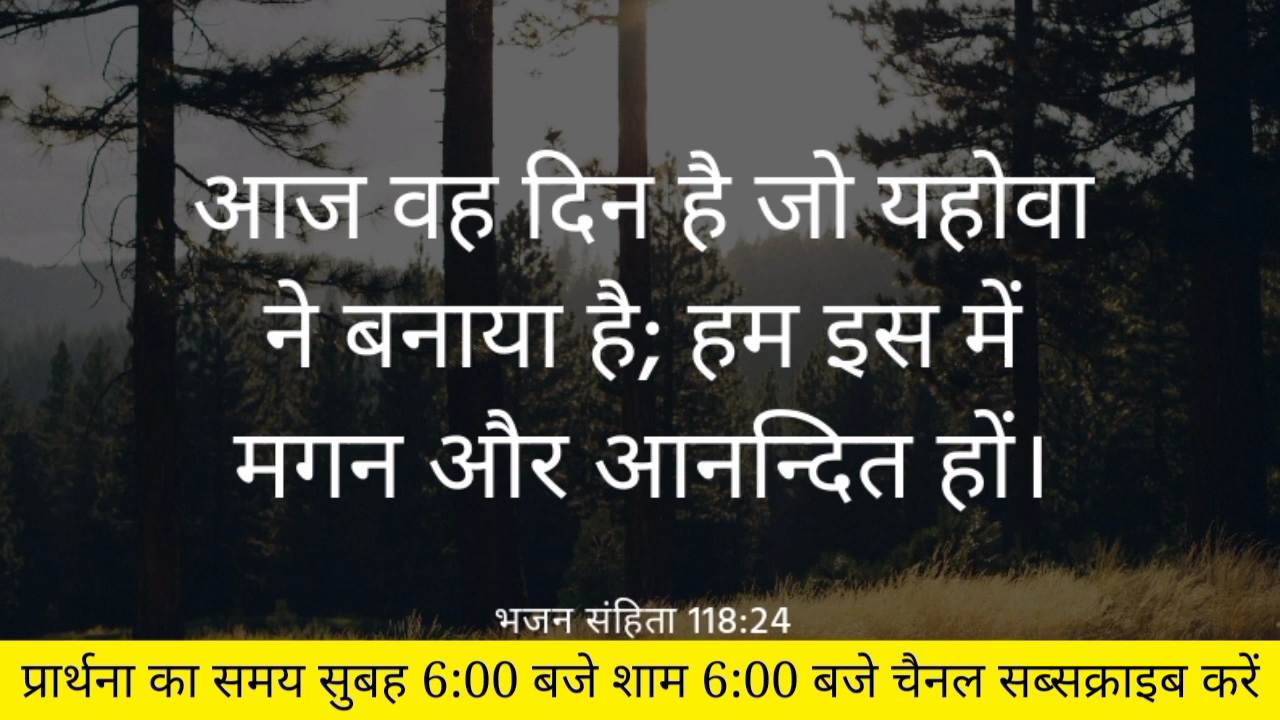 आज वह दिन है जो यहोवा
ने बनाया है; हम इस में
मगन और आनन्दित हों।
भजन संहिता 118:24
प्रार्थना का समय सुबह 6:00 बजे शाम 6:00 बजे चैनल सब्सक्राइब करें